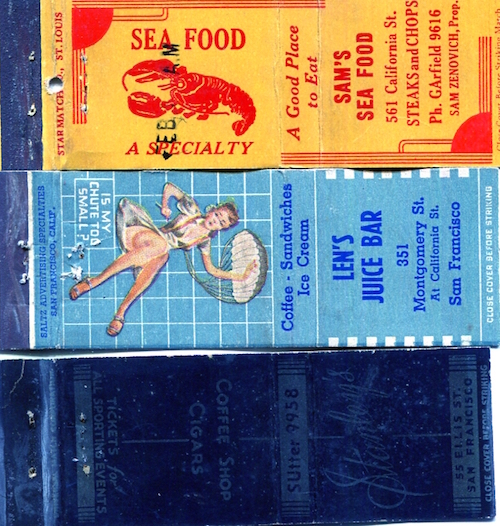 STAR MATCH CO., ST. LOUIS
SEA FOOD
FEB A.M
A SPECIALTY
A Good Place
to Eat
SAM'S
SEA FOOD
561 California St.
STEAKS and CHOPS
Ph. GArfield 9616
SAM ZENOVICH, Prop.
SALTZ ADVERTISING SPECIALTIES
SAN FRANCISCO, CALIF.
IS MY
CHUTE TOO
SMALL?
Coffee - Sandwiches
Ice Cream
LEN'S
JUICE BAR
351
Montgomery St.
At California St.
San Francisco
CLOSE COVER BEFORE STRIKING
TICKETS for
ALL SPORTING EVENTS
COFFEE SHOP
CIGARS
SUtter 9958
55 ELLIS ST.
SAN FRANCISCO
CLOSE COVER BEFORE STRIKING